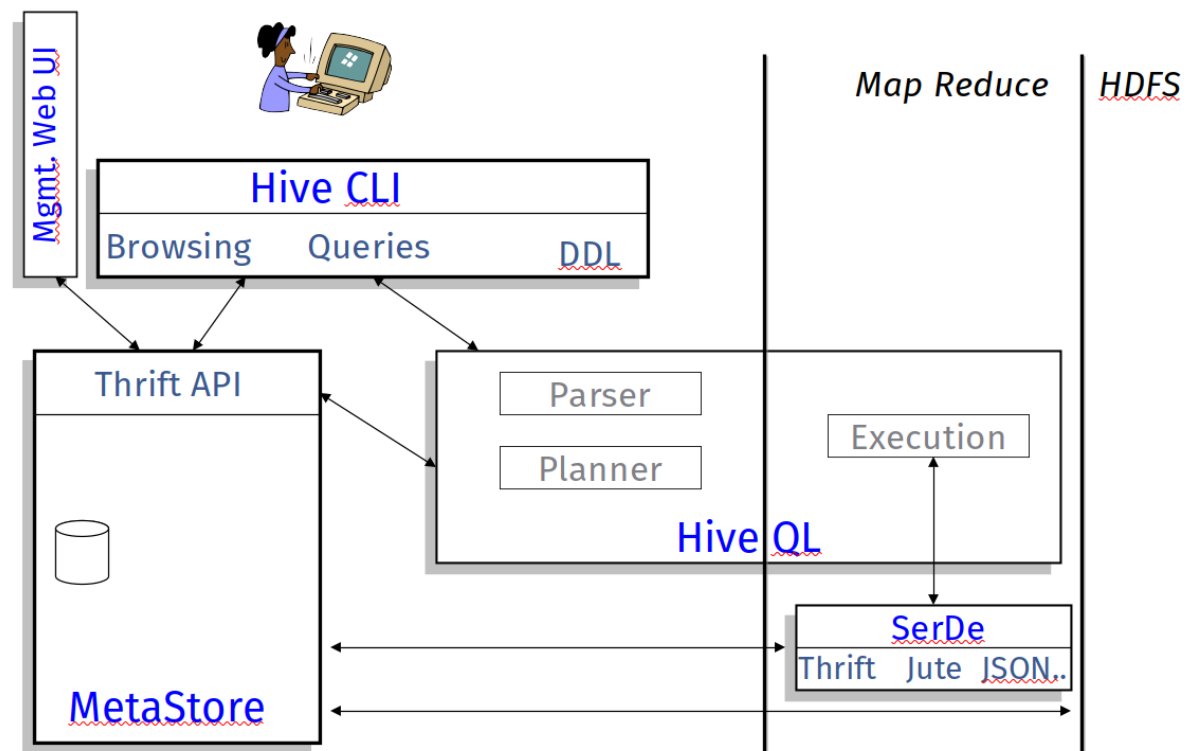 Mgmt. Web UI
Map Reduce
HDFS
Hive CLI
Browsing Queries DDL
Thrift API
Parser
Execution
Planner
Hive QL
SerDe
Thrift Jute JSON..
MetaStore